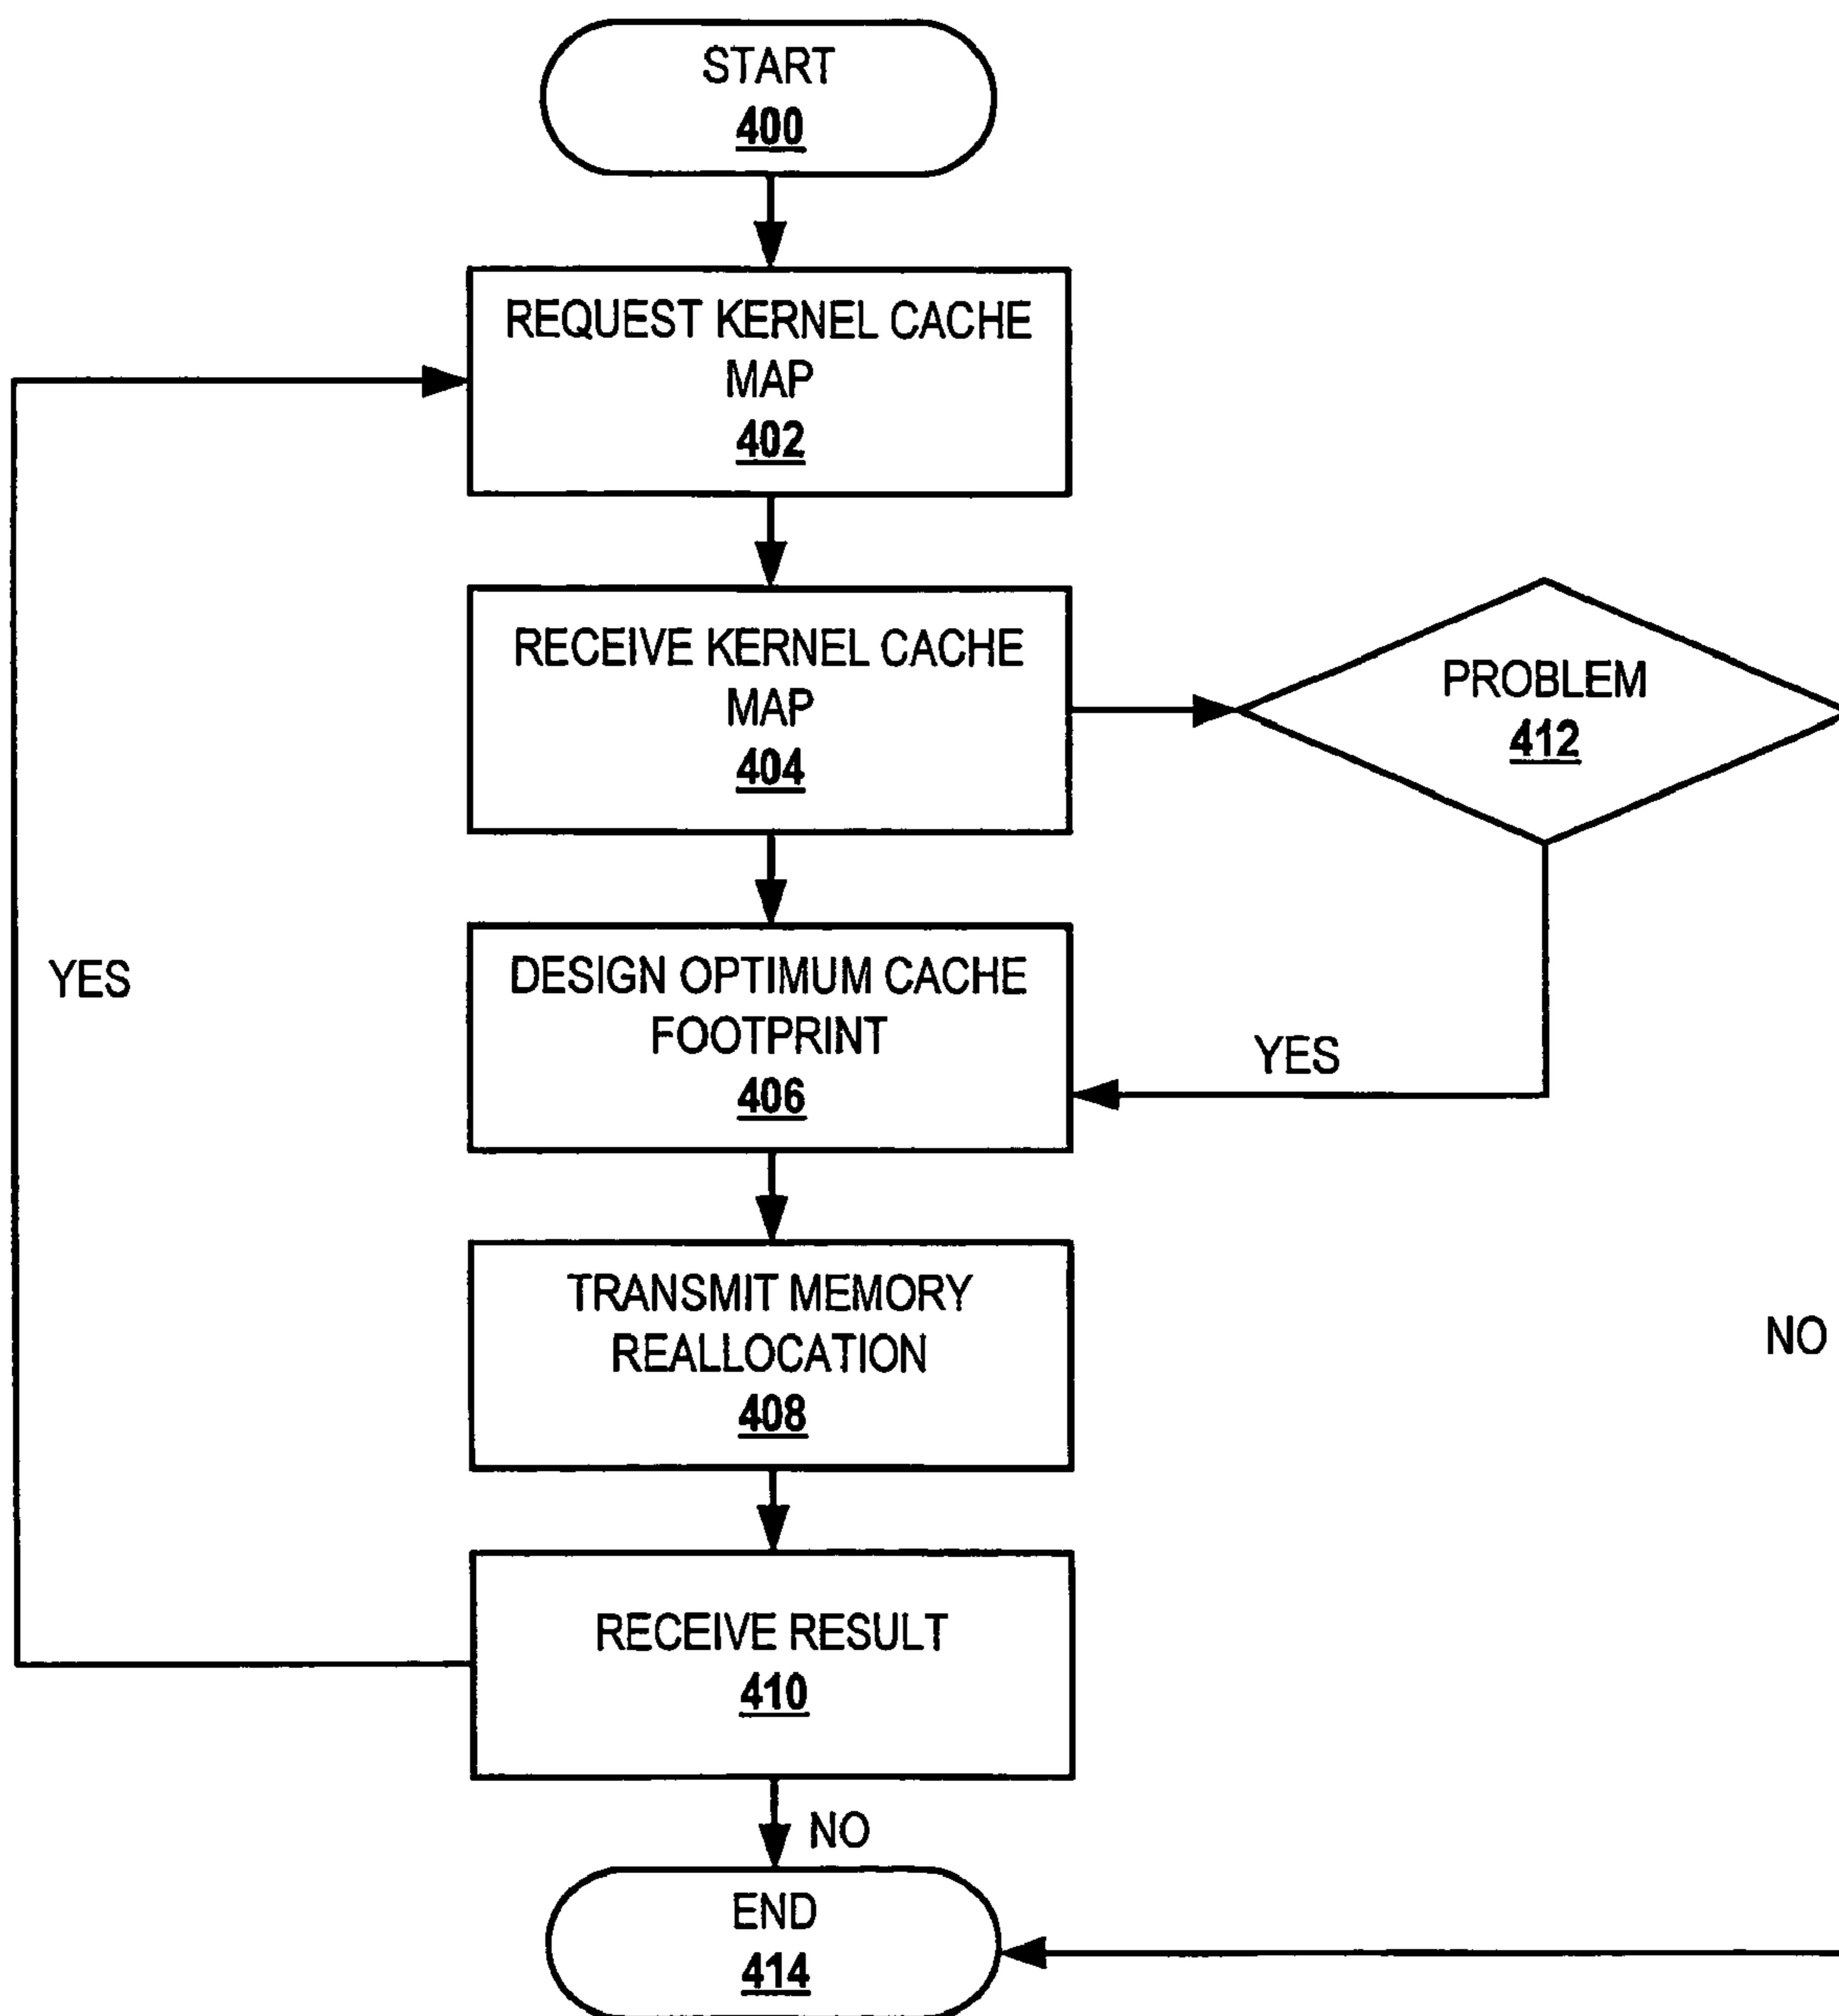 START
400
REQUEST KERNEL CACHE
MAP
402
RECEIVE KERNEL CACHE
MAP
404
PROBLEM
412
DESIGN OPTIMUM CACHE
FOOTPRINT
406
YES
YES
TRANSMIT MEMORY
REALLOCATION
408
NO
RECEIVE RESULT
410
NO
END
414